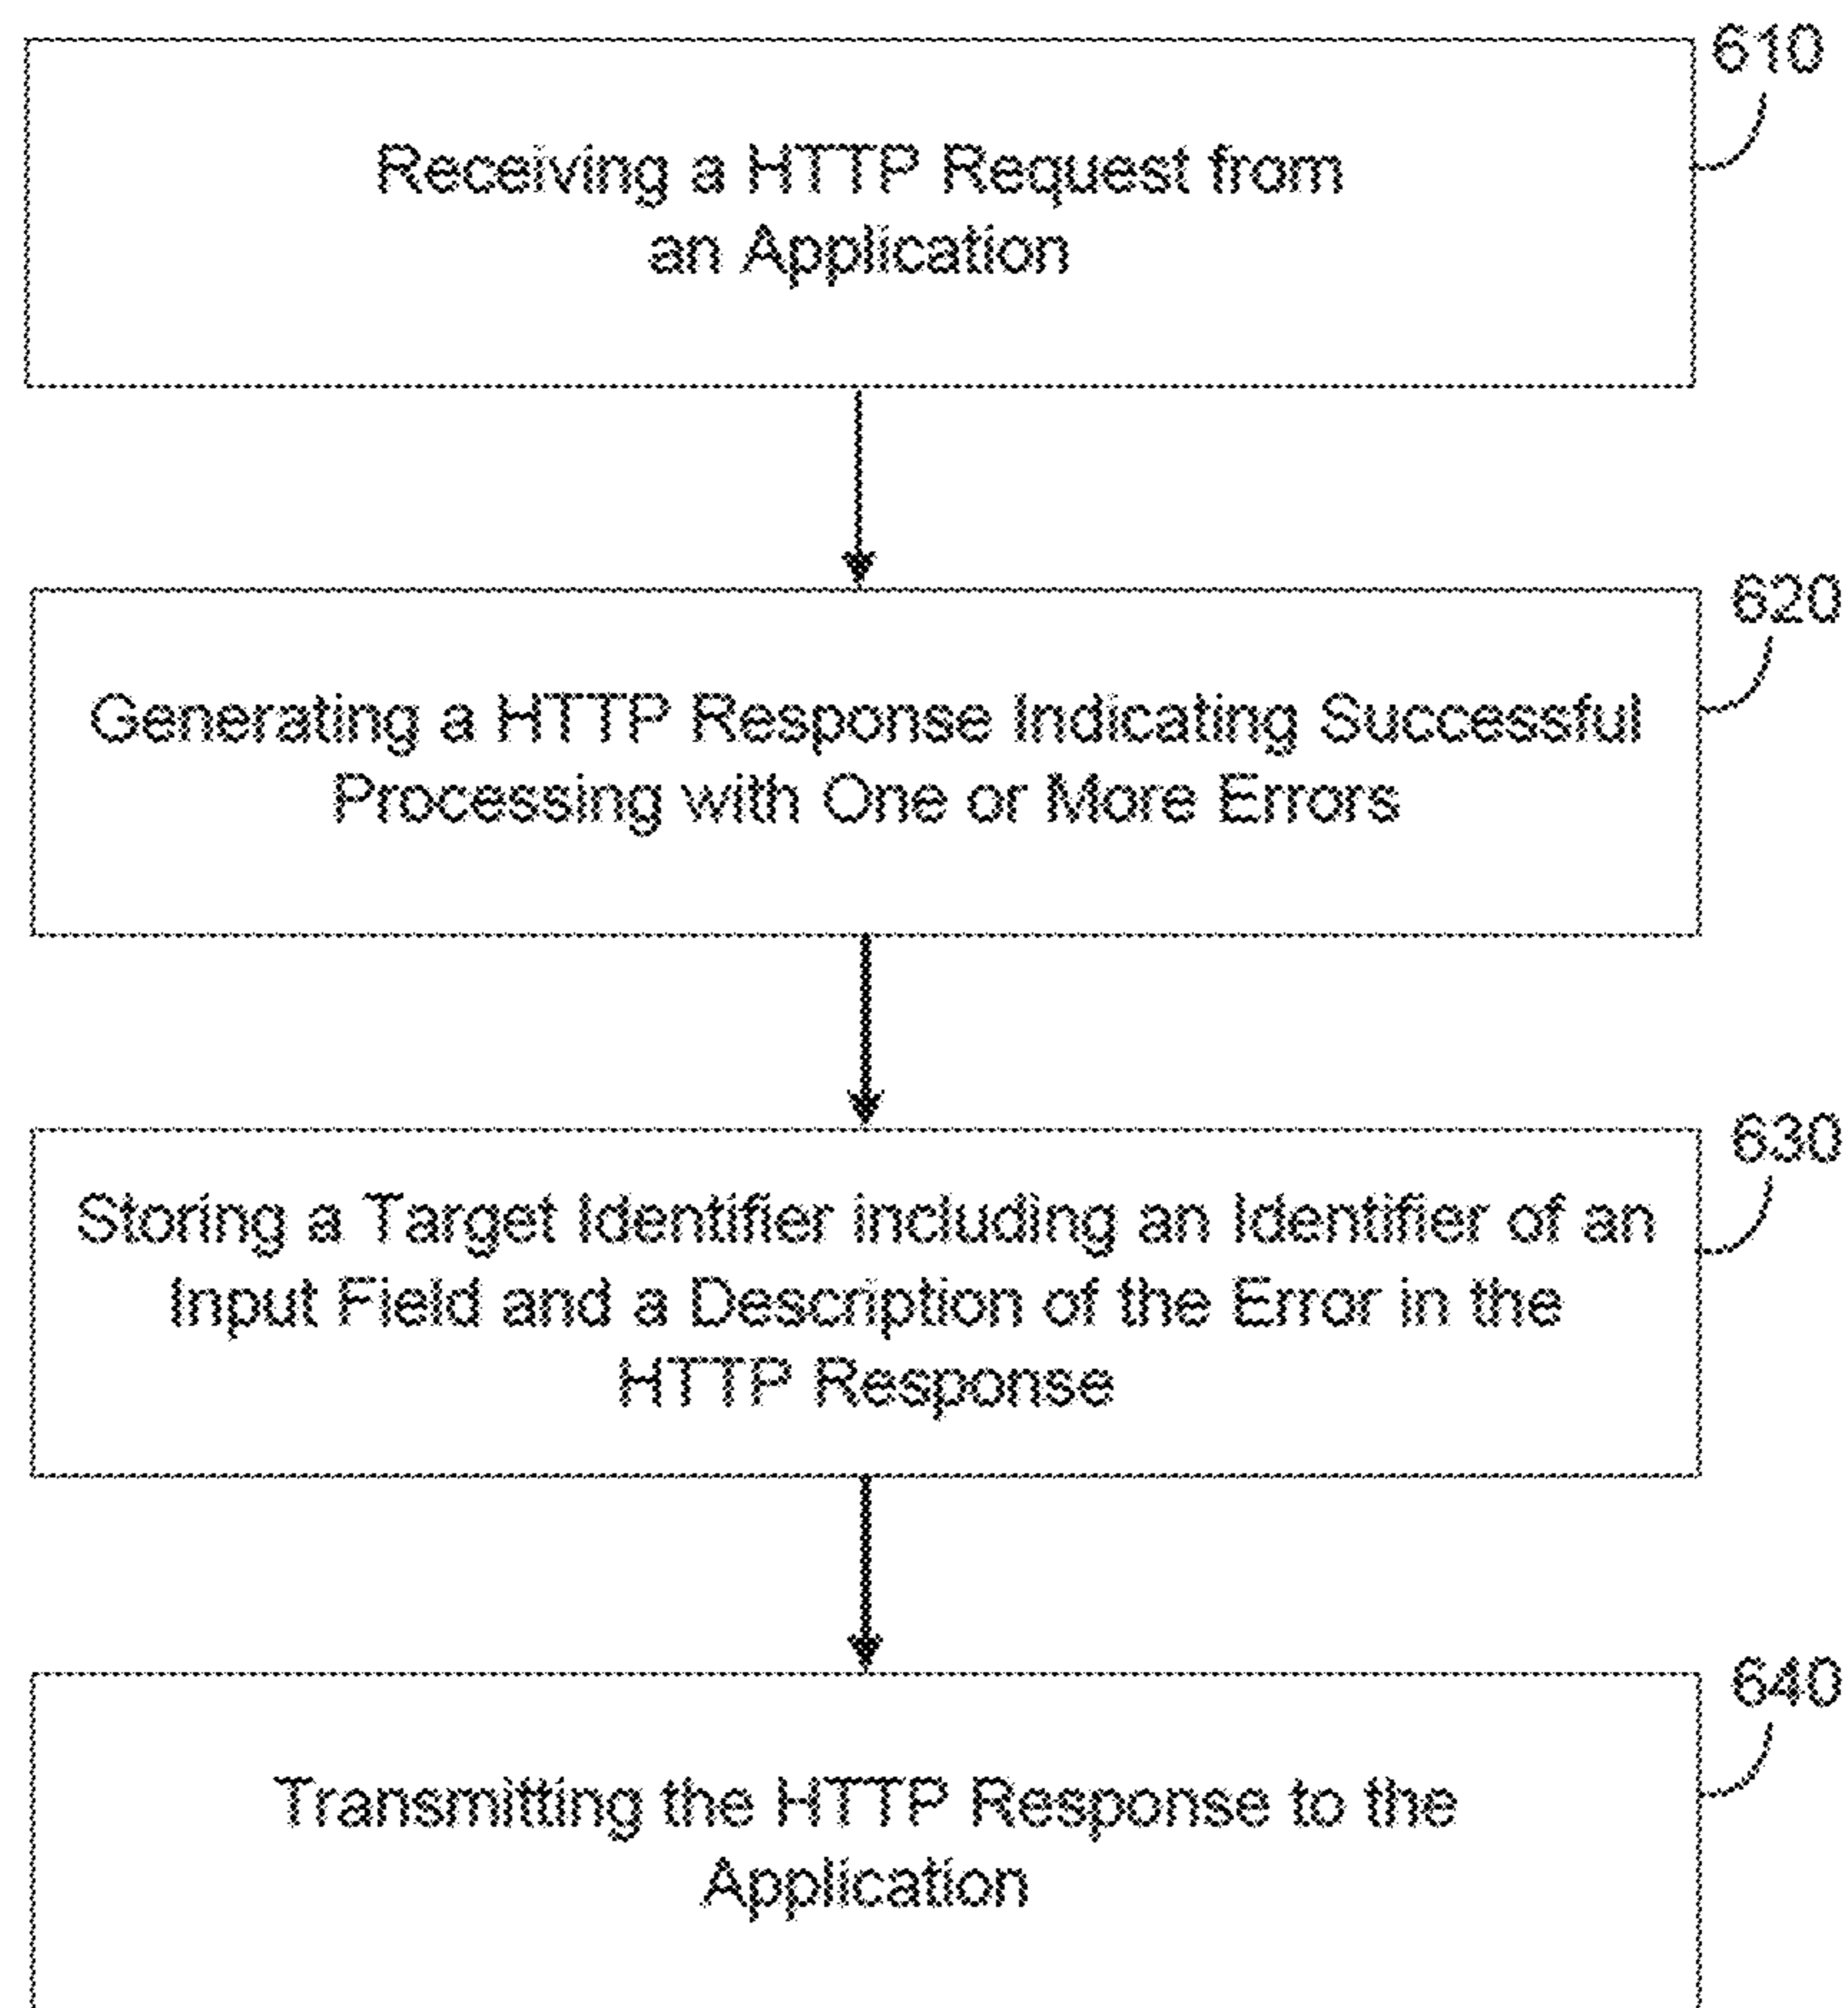 610
Receiving a HTTP Request from
an Application
620
Generating a HTTP Response Indicating Successful
Processing with One or More Errors
630
Storing a Target Identifier including an Identifier of an
Input Field and a Description of the Error in the
HTTP Response
640
Transmitting the HTTP Response to the
Application